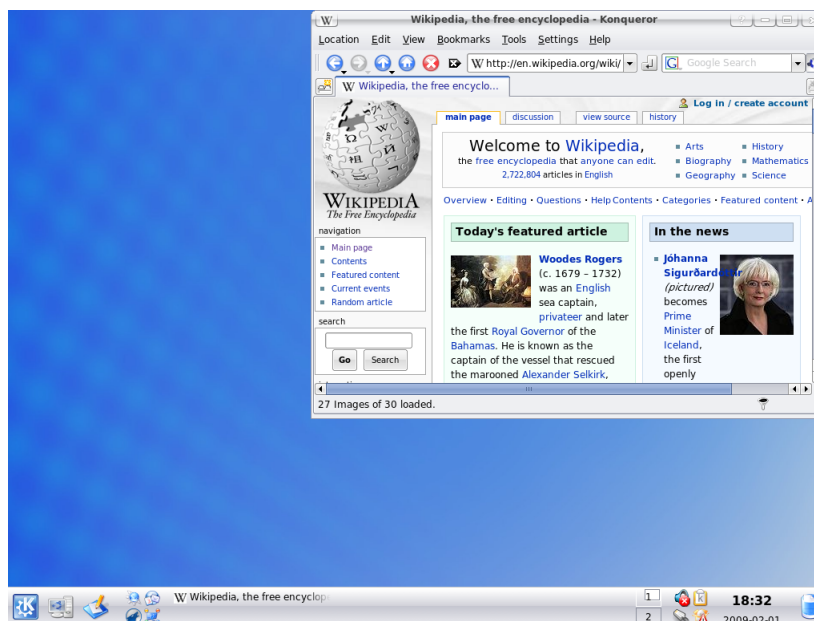 Wikipedia, the free encyclopedia - Konqueror
Location Edit View Bookmarks Tools Settings Help
W http://en.wikipedia.org/wiki/ G Google Search
W Wikipedia, the free encyclo...
Log in / create account
main page discussion view source history
Welcome to Wikipedia,
the free encyclopedia that anyone can edit.
2,722,804 articles in English
Arts History
Biography Mathematics
Geography Science
WIKIPEDIA
The Free Encyclopedia
Overview · Editing · Questions · Help Contents · Categories · Featured content · A
navigation
Main page
Contents
Featured content
Current events
Random article
search
Go Search
Today's featured article
Woodes Rogers
(c. 1679 – 1732)
was an English
sea captain,
privateer and later
the first Royal Governor of the
Bahamas. He is known as the
captain of the vessel that rescued
the marooned Alexander Selkirk,
In the news
Jóhanna
(pictured)
becomes
Prime
Minister of
Iceland,
the first
openly
27 Images of 30 loaded.
W Wikipedia, the free encyclop
1
2
18:32
2009-02-01